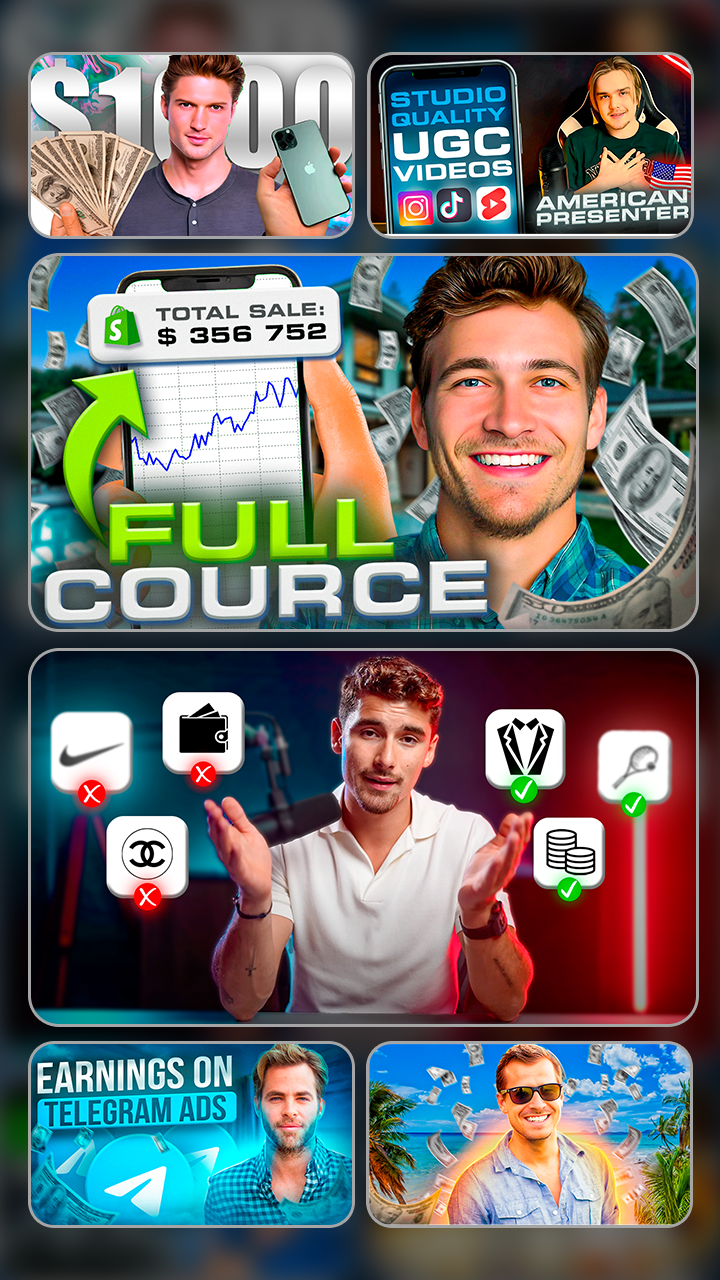 $1000
STUDIO
QUALITY
UGC
VIDEOS
AMERICAN
PRESENTER
TOTAL SALE:
$ 356 752
FULL
COURCE
EARNINGS ON
TELEGRAM ADS